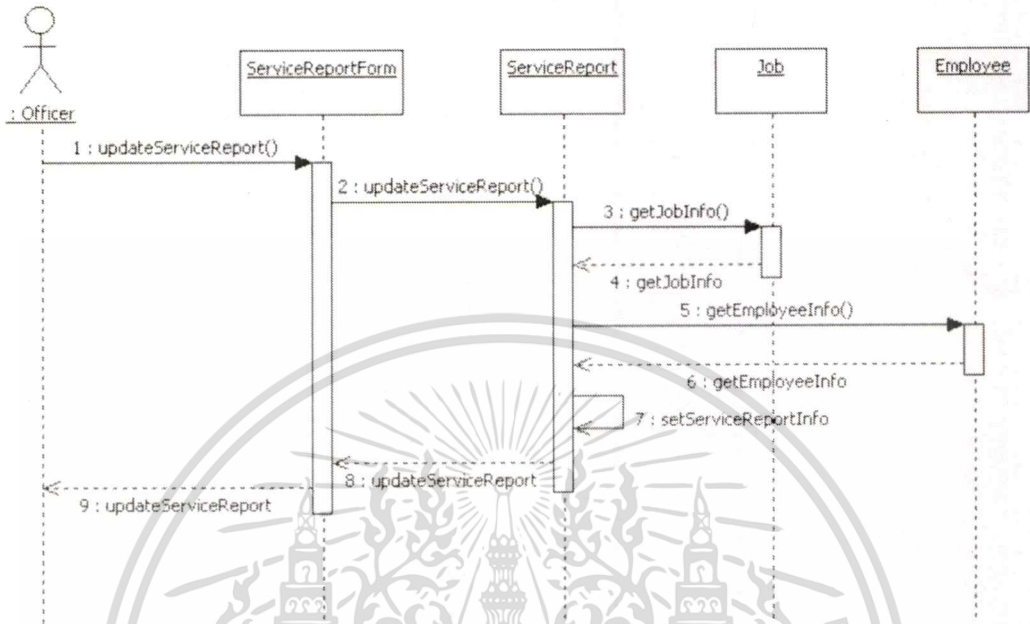 ServiceReportForm
ServiceReport
Job
Employee
: Officer
1 : updateServiceReport()
2 : updateServiceReport()
3 : getJobInfo()
4 : getJobInfo
5 : getEmployeeInfo()
6 : getEmployeeInfo
7 : setServiceReportInfo
8 : updateServiceReport
9 : updateServiceReport